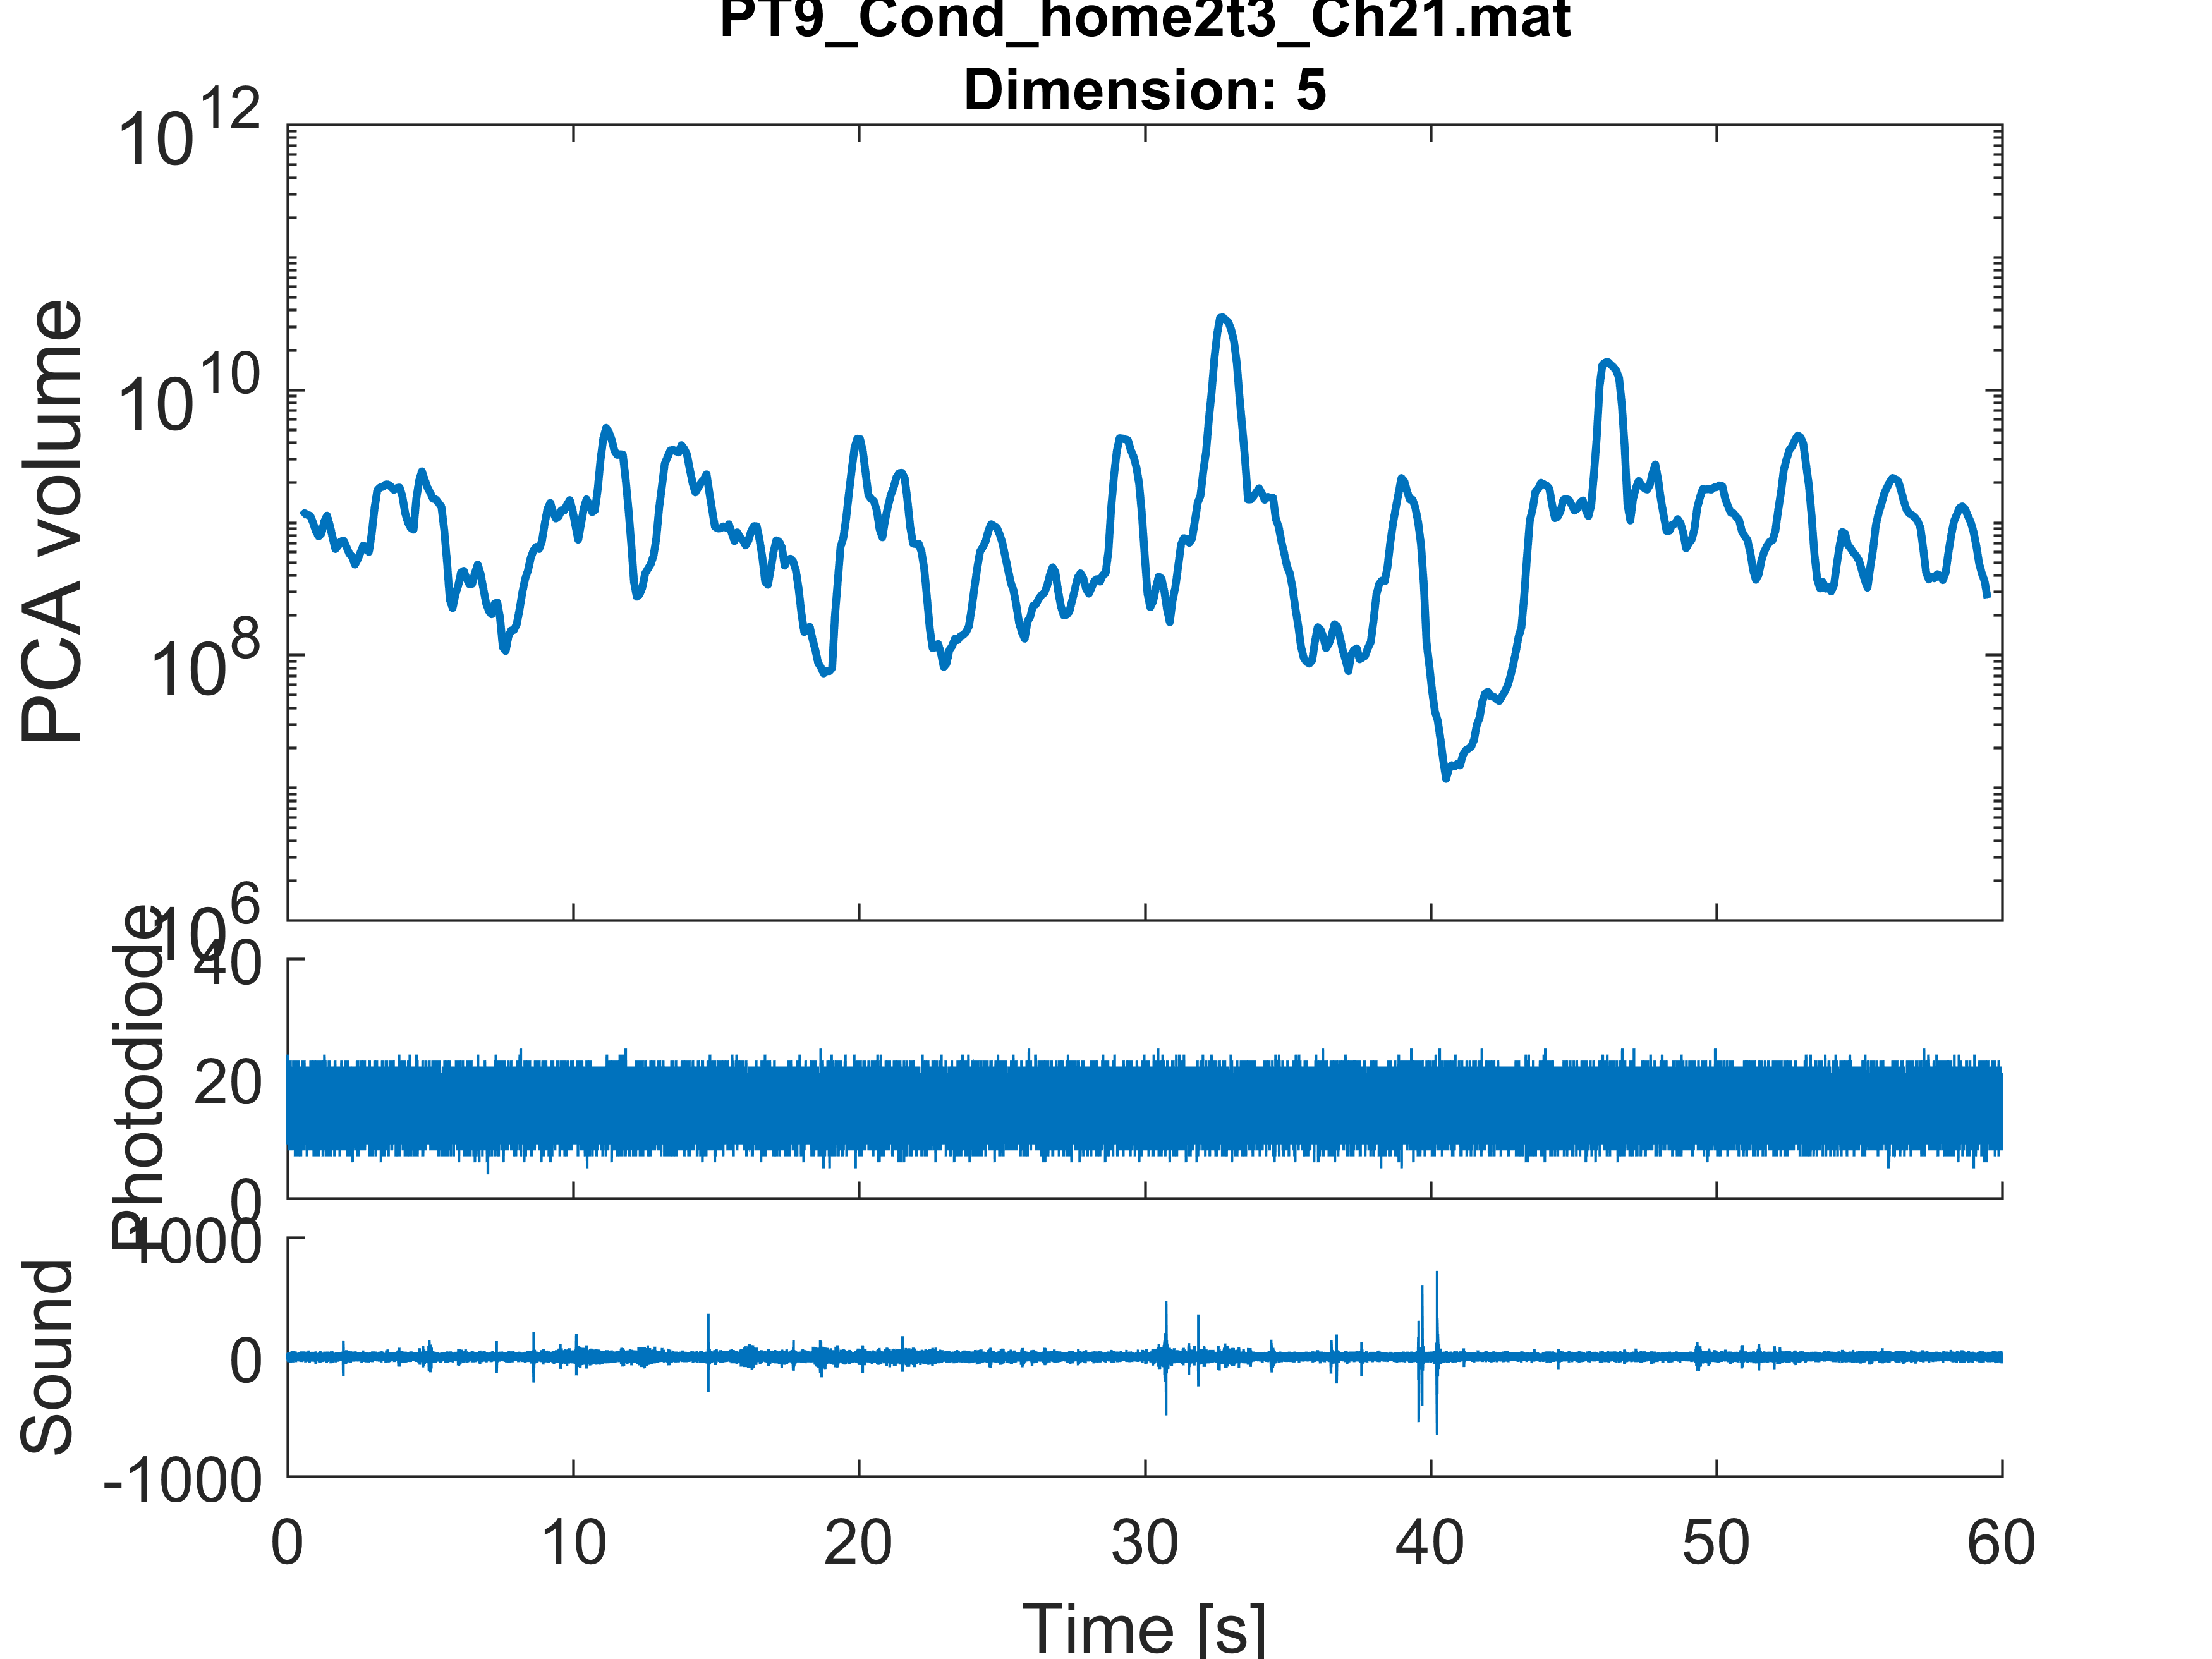 PT9_Cond_home2t3_Ch21.mat
Dimension: 5
10^12
10^10
10^8
10^6
PCA volume
40
20
0
Photodiode
1000
0
-1000
Sound
0 10 20 30 40 50 60
Time [s]